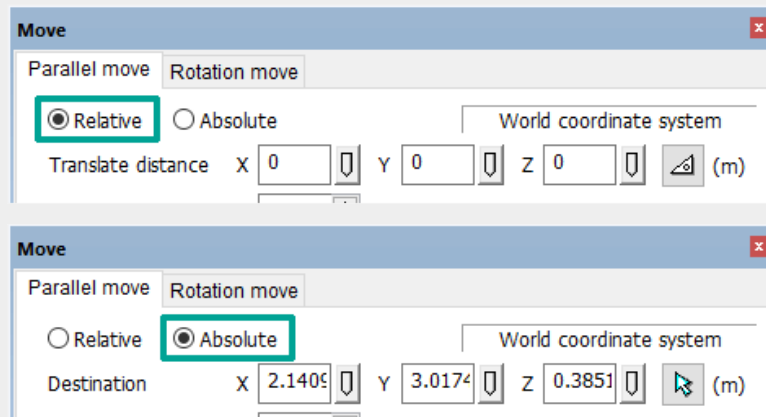 Move
x
Parallel move Rotation move
Relative Absolute World coordinate system
Translate distance X 0 Y 0 Z 0 (m)
Move
x
Parallel move Rotation move
Relative Absolute World coordinate system
Destination X 2.1409 Y 3.0174 Z 0.3851 (m)